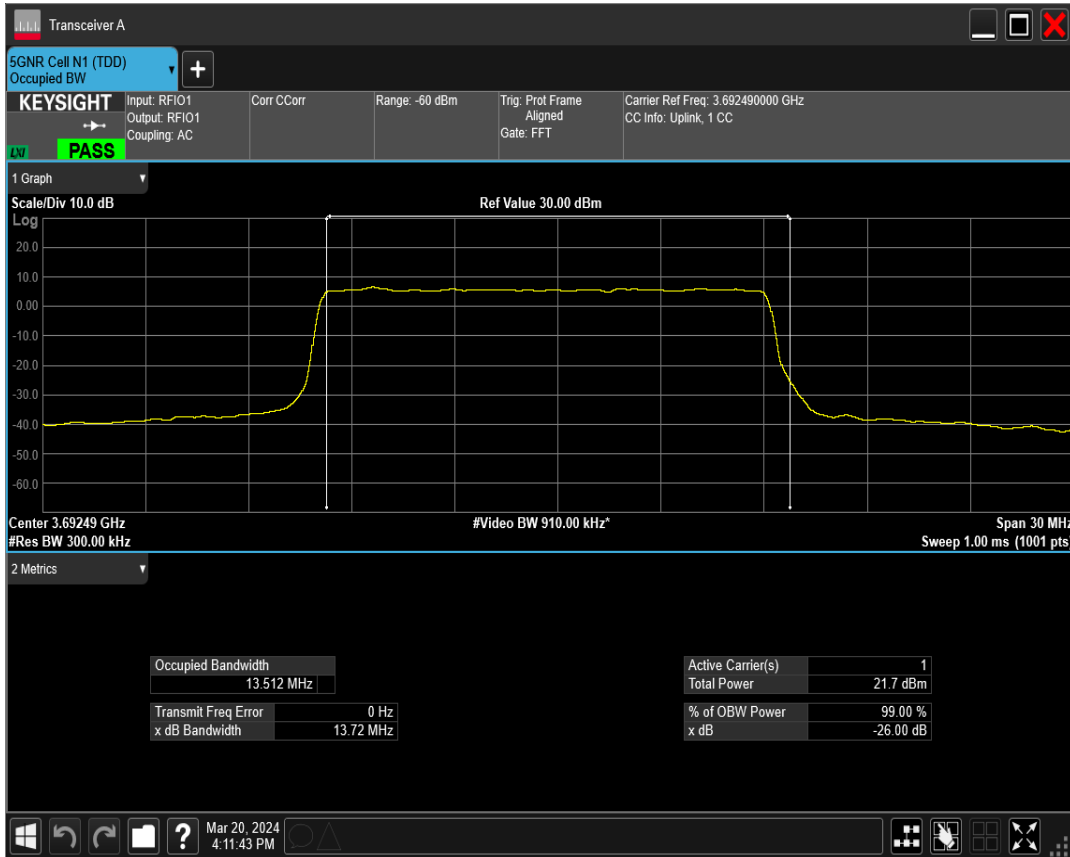 Transceiver A
5GNR Cell N1 (TDD)
Occupied BW
+
KEYSIGHT
LXI
PASS
Input: RFIO1
Output: RFIO1
Coupling: AC
Corr CCorr
Range: -60 dBm
Trig: Prot Frame
Aligned
Gate: FFT
Carrier Ref Freq: 3.692490000 GHz
CC Info: Uplink, 1 CC
1 Graph
Scale/Div 10.0 dB
Ref Value 30.00 dBm
Log
20.0
10.0
0.00
-10.0
-20.0
-30.0
-40.0
-50.0
-60.0
Center 3.69249 GHz
#Video BW 910.00 kHz*
Span 30 MHz
#Res BW 300.00 kHz
Sweep 1.00 ms (1001 pts)
2 Metrics
Occupied Bandwidth
13.512 MHz
Transmit Freq Error 0 Hz
x dB Bandwidth 13.72 MHz
Active Carrier(s) 1
Total Power 21.7 dBm
% of OBW Power 99.00 %
x dB -26.00 dB
?
Mar 20, 2024
4:11:43 PM